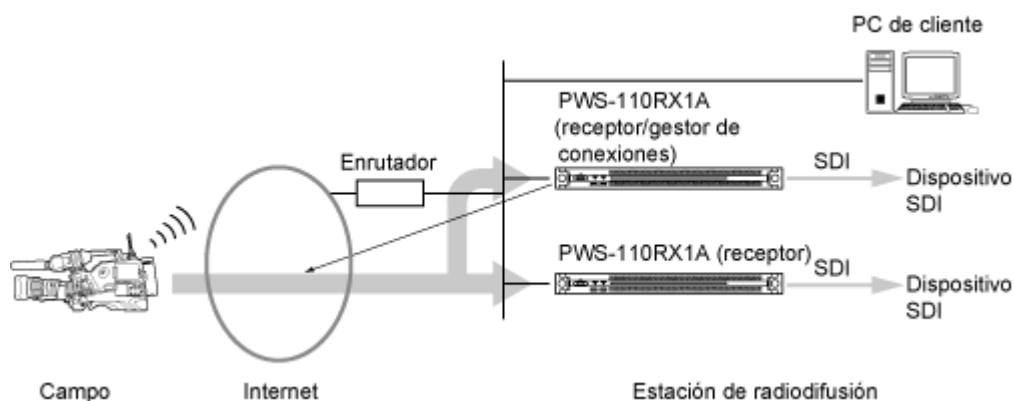 PC de cliente
PWS-110RX1A
(receptor/gestor de
conexiones)
Enrutador
SDI
Dispositivo
SDI
PWS-110RX1A (receptor)
SDI
Dispositivo
SDI
Campo
Internet
Estación de radiodifusión